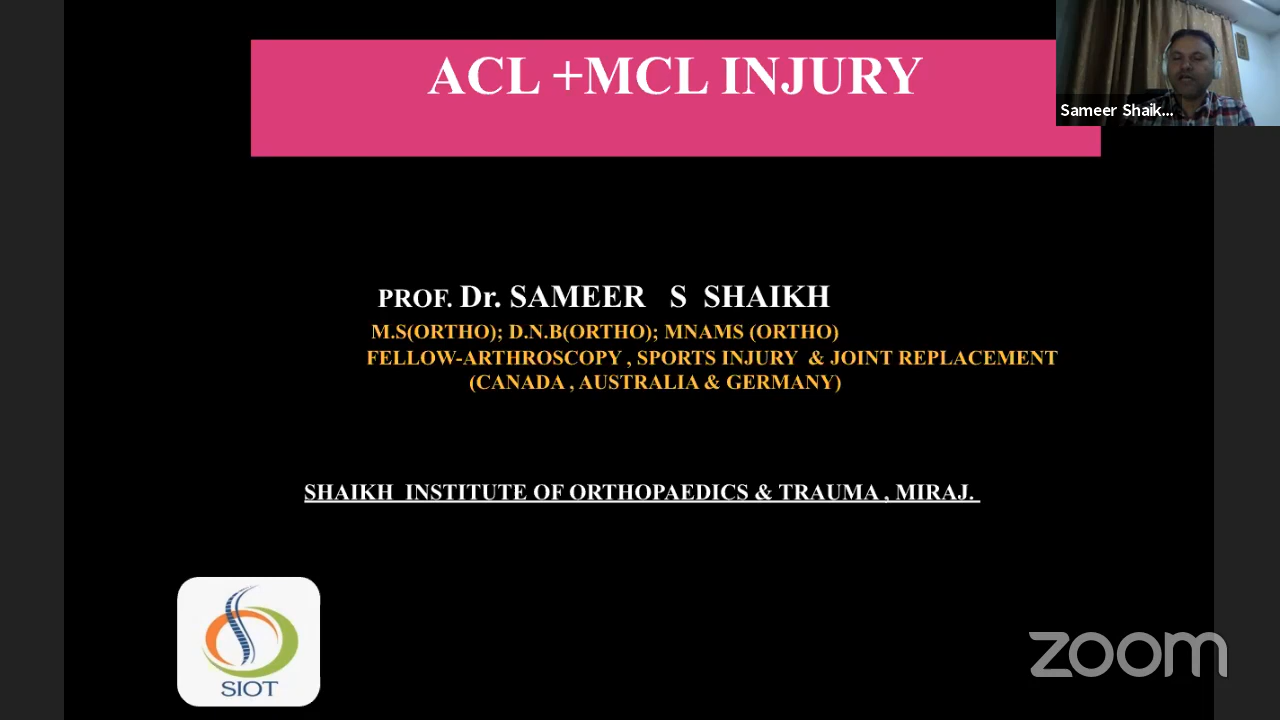 ACL +MCL INJURY
Sameer Shaik...
PROF. Dr. SAMEER S SHAIKH
M.S(ORTHO); D.N.B(ORTHO); MNAMS (ORTHO)
FELLOW-ARTHROSCOPY , SPORTS INJURY & JOINT REPLACEMENT
(CANADA , AUSTRALIA & GERMANY)
SHAIKH INSTITUTE OF ORTHOPAEDICS & TRAUMA , MIRAJ.
SIOT
zoom